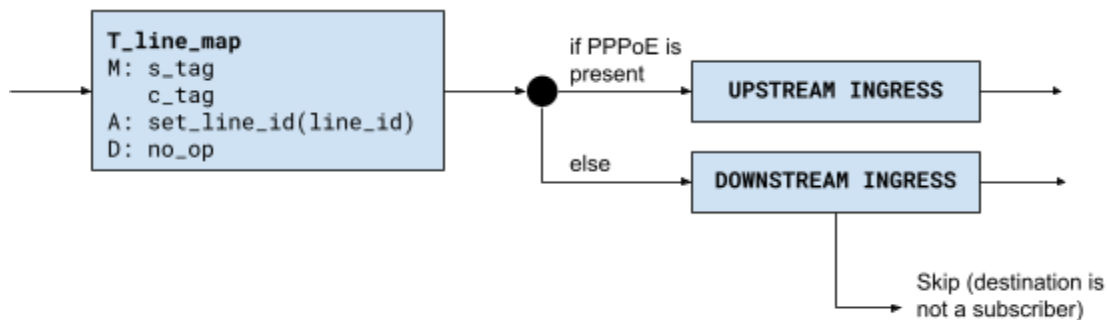 T_line_map
M: s_tag
c_tag
A: set_line_id(line_id)
D: no_op
if PPPoE is
present
UPSTREAM INGRESS
else
DOWNSTREAM INGRESS
Skip (destination is
not a subscriber)